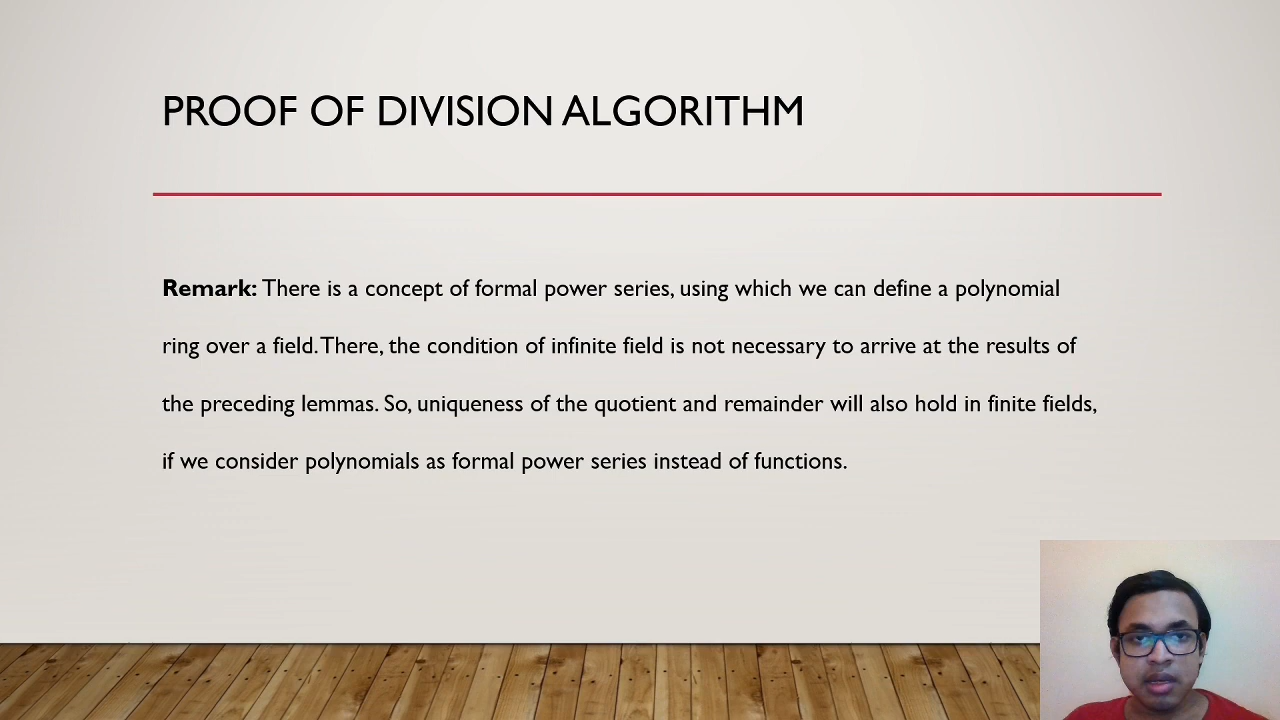 PROOF OF DIVISION ALGORITHM
Remark: There is a concept of formal power series, using which we can define a polynomial
ring over a field. There, the condition of infinite field is not necessary to arrive at the results of
the preceding lemmas. So, uniqueness of the quotient and remainder will also hold in finite fields,
if we consider polynomials as formal power series instead of functions.